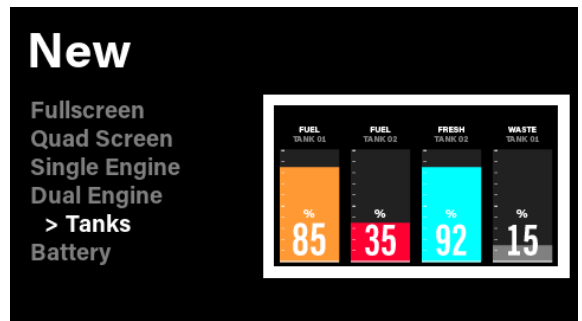 New
Fullscreen
Quad Screen
Single Engine
Dual Engine
> Tanks
Battery
FUEL FUEL FRESH WASTE
TANK 01 TANK 02 TANK 02 TANK 01
% % % %
85 35 92 15